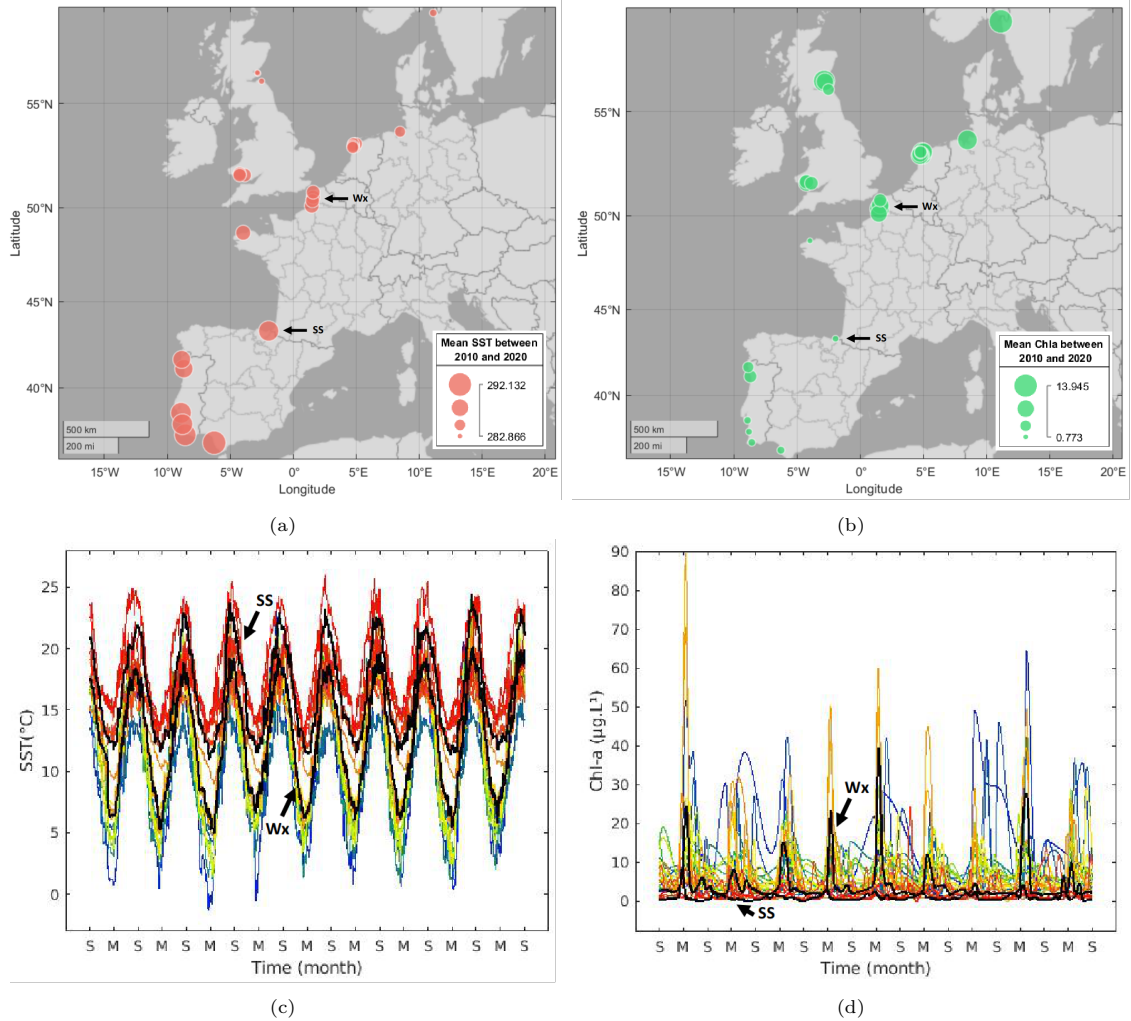 55°N
50°N
45°N
40°N
Latitude
Wx
SS
Mean SST between
2010 and 2020
292.132
282.866
500 km
200 mi
15°W
10°W
5°W
0°
5°E
10°E
15°E
20°E
Longitude
(a)
55°N
50°N
45°N
40°N
Latitude
Wx
SS
Mean Chla between
2010 and 2020
13.945
0.773
500 km
200 mi
15°W
10°W
5°W
0°
5°E
10°E
15°E
20°E
Longitude
(b)
25
20
15
10
5
0
SST(°C)
SS
Wx
S M S M S M S M S M S M S M S M S M S
Time (month)
(c)
90
80
70
60
50
40
30
20
10
0
Chl-a (µg.L¹)
Wx
SS
S M S M S M S M S M S M S M S M S M S
Time (month)
(d)